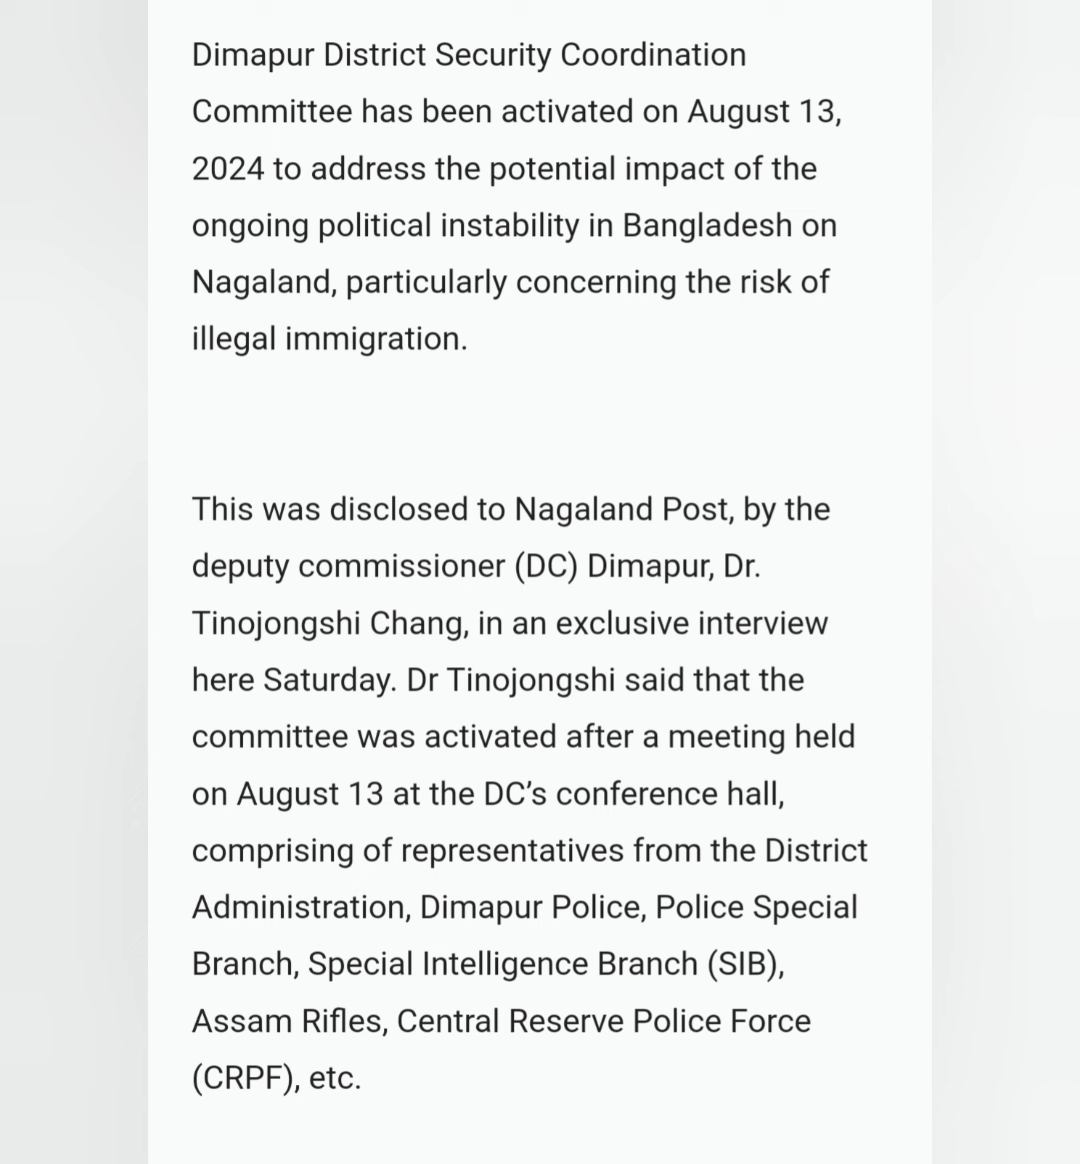 Dimapur District Security Coordination
Committee has been activated on August 13,
2024 to address the potential impact of the
ongoing political instability in Bangladesh on
Nagaland, particularly concerning the risk of
illegal immigration.
This was disclosed to Nagaland Post, by the
deputy commissioner (DC) Dimapur, Dr.
Tinojongshi Chang, in an exclusive interview
here Saturday. Dr Tinojongshi said that the
committee was activated after a meeting held
on August 13 at the DC’s conference hall,
comprising of representatives from the District
Administration, Dimapur Police, Police Special
Branch, Special Intelligence Branch (SIB),
Assam Rifles, Central Reserve Police Force
(CRPF), etc.